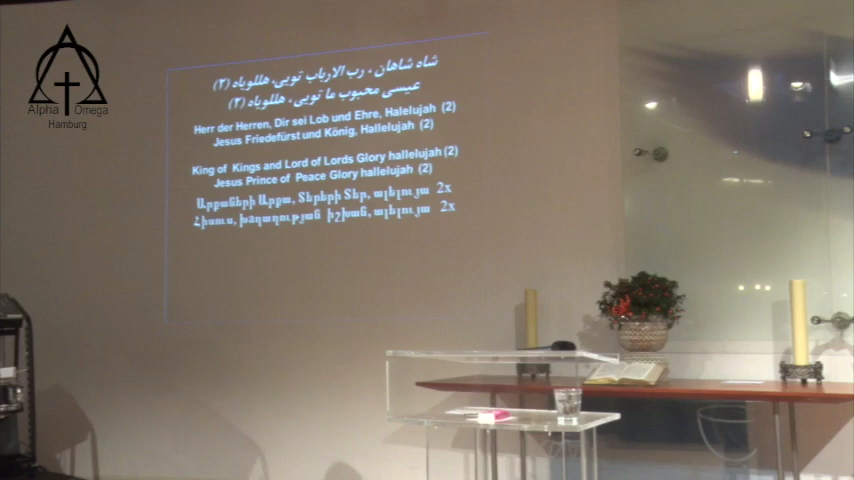 Alpha Omega
Hamburg
شاه شاهان ، رب الارباب تویی، هللویاه (۲)
عیسی محبوب ما تویی، هللویاه (۲)
Herr der Herren, Dir sei Lob und Ehre, Halelujah (2)
Jesus Friedefürst und König, Hallelujah (2)
King of Kings and Lord of Lords Glory hallelujah (2)
Jesus Prince of Peace Glory hallelujah (2)
Արքաների Արքա, Տերերի Տեր, ալելույա 2x
Հիսուս, խաղաղության իշխան, ալելույա 2x